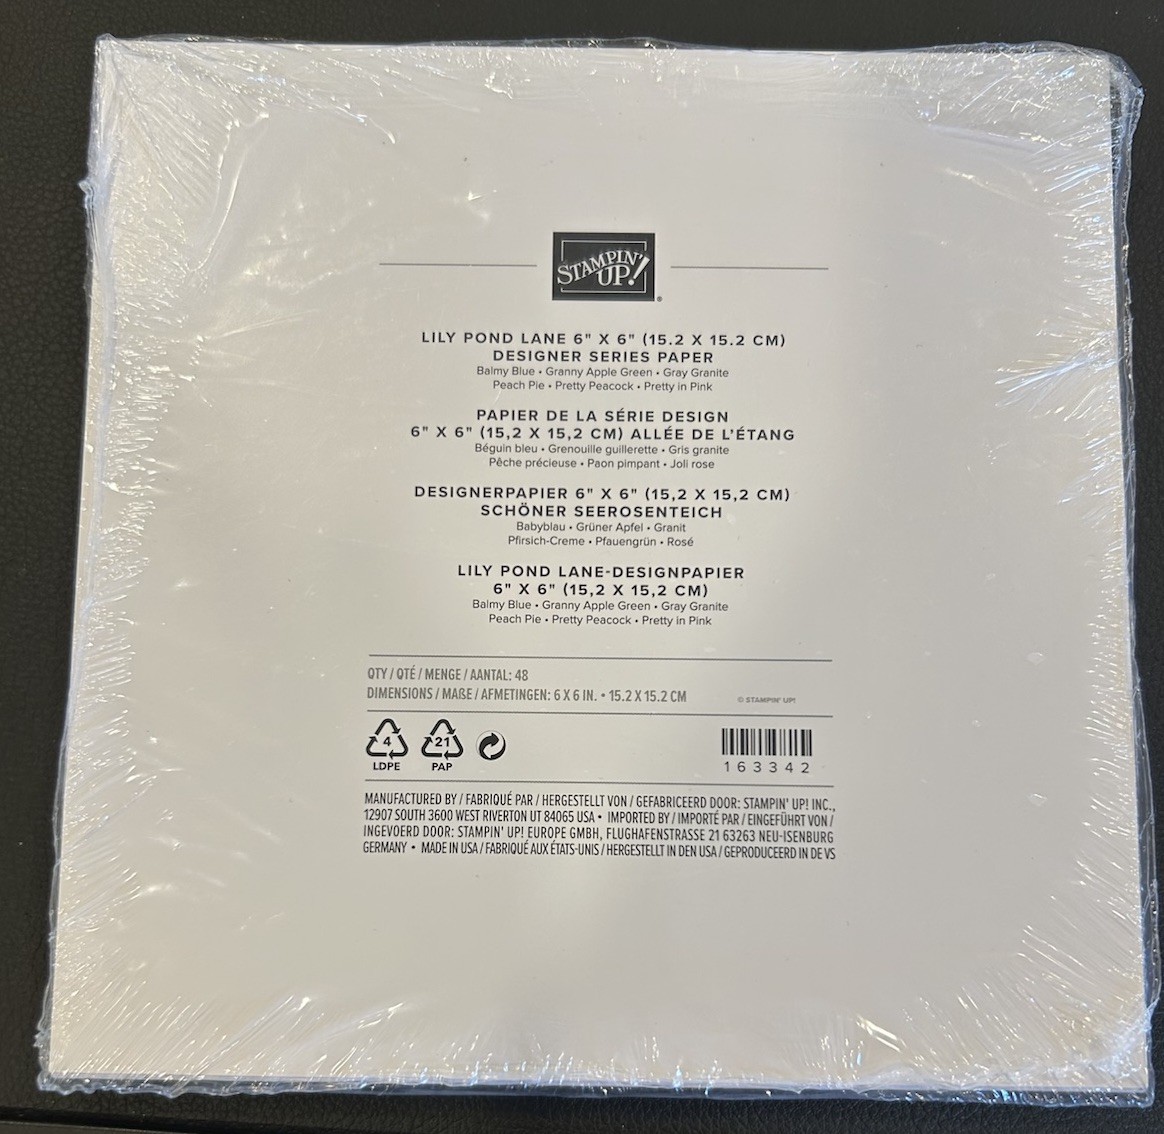 STAMPIN' UP!®
LILY POND LANE 6" X 6" (15.2 X 15.2 CM)
DESIGNER SERIES PAPER
Balmy Blue • Granny Apple Green • Gray Granite
Peach Pie • Pretty Peacock • Pretty in Pink
PAPIER DE LA SÉRIE DESIGN
6" X 6" (15,2 X 15,2 CM) ALLÉE DE L'ÉTANG
Béguin bleu • Grenouille guillerette • Gris granite
Pêche précieuse • Paon pimpant • Joli rose
DESIGNERPAPIER 6" X 6" (15,2 X 15,2 CM)
SCHÖNER SEEROSENTEICH
Babyblau • Grüner Apfel • Granit
Pfirsich-Creme • Pfauengrün • Rosé
LILY POND LANE-DESIGNPAPIER
6" X 6" (15,2 X 15,2 CM)
Balmy Blue • Granny Apple Green • Gray Granite
Peach Pie • Pretty Peacock • Pretty in Pink
QTY / QTÉ / MENGE / AANTAL: 48
DIMENSIONS / MAßE / AFMETINGEN: 6 X 6 IN. • 15.2 X 15.2 CM
© STAMPIN' UP!
4
LDPE
21
PAP
163342
MANUFACTURED BY / FABRIQUÉ PAR / HERGESTELLT VON / GEFABRICEERD DOOR: STAMPIN' UP! INC.,
12907 SOUTH 3600 WEST RIVERTON UT 84065 USA • IMPORTED BY / IMPORTÉ PAR / EINGEFÜHRT VON /
INGEVOERD DOOR: STAMPIN' UP! EUROPE GMBH, FLUGHAFENSTRASSE 21 63263 NEU-ISENBURG
GERMANY • MADE IN USA / FABRIQUÉ AUX ÉTATS-UNIS / HERGESTELLT IN DEN USA / GEPRODUCEERD IN DE VS